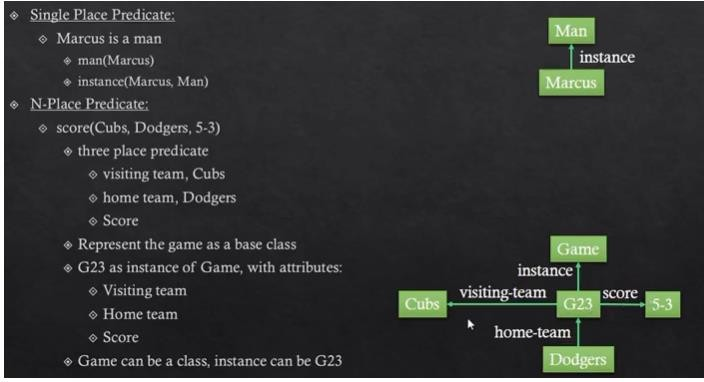 Single Place Predicate:
Marcus is a man
man(Marcus)
instance(Marcus, Man)
N-Place Predicate:
score(Cubs, Dodgers, 5-3)
three place predicate
visiting team, Cubs
home team, Dodgers
Score
Represent the game as a base class
G23 as instance of Game, with attributes:
Visiting team
Home team
Score
Game can be a class, instance can be G23
Man
instance
Marcus
Game
instance
visiting-team
score
Cubs
G23
5-3
home-team
Dodgers